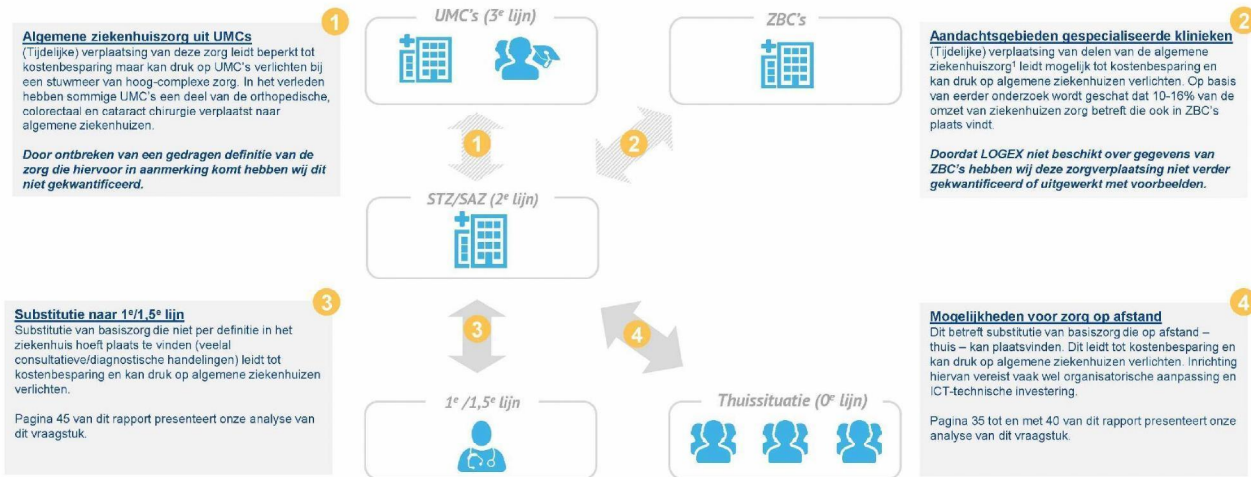 1
Algemene ziekenhuiszorg uit UMCs
(Tijdelijke) verplaatsing van deze zorg leidt beperkt tot
kostenbesparing maar kan druk op UMC's verlichten bij
een stuwmeer van hoog-complexe zorg. In het verleden
hebben sommige UMC's een deel van de orthopedische,
colorectaal en cataract chirurgie verplaatst naar
algemene ziekenhuizen.
Door ontbreken van een gedragen definitie van de
zorg die hiervoor in aanmerking komt hebben wij dit
niet gekwantificeerd.
UMC's (3e lijn)
ZBC's
2
Aandachtsgebieden gespecialiseerde klinieken
(Tijdelijke) verplaatsing van delen van de algemene
ziekenhuiszorg¹ leidt mogelijk tot kostenbesparing en
kan druk op algemene ziekenhuizen verlichten. Op basis
van eerder onderzoek wordt geschat dat 10-16% van de
omzet van ziekenhuizen zorg betreft die ook in ZBC's
plaats vindt.
Doordat LOGEX niet beschikt over gegevens van
ZBC's hebben wij deze zorgverplaatsing niet verder
gekwantificeerd of uitgewerkt met voorbeelden.
1
2
STZ/SAZ (2e lijn)
3
Substitutie naar 1e/1,5e lijn
Substitutie van basiszorg die niet per definitie in het
ziekenhuis hoeft plaats te vinden (veelal
consultatieve/diagnostische handelingen) leidt tot
kostenbesparing en kan druk op algemene ziekenhuizen
verlichten.
Pagina 45 van dit rapport presenteert onze analyse van
dit vraagstuk.
3
4
1e /1,5e lijn
Thuissituatie (0e lijn)
4
Mogelijkheden voor zorg op afstand
Dit betreft substitutie van basiszorg die op afstand –
thuis – kan plaatsvinden. Dit leidt tot kostenbesparing en
kan druk op algemene ziekenhuizen verlichten. Inrichting
hiervan vereist vaak wel organisatorische aanpassing en
ICT-technische investering.
Pagina 35 tot en met 40 van dit rapport presenteert onze
analyse van dit vraagstuk.